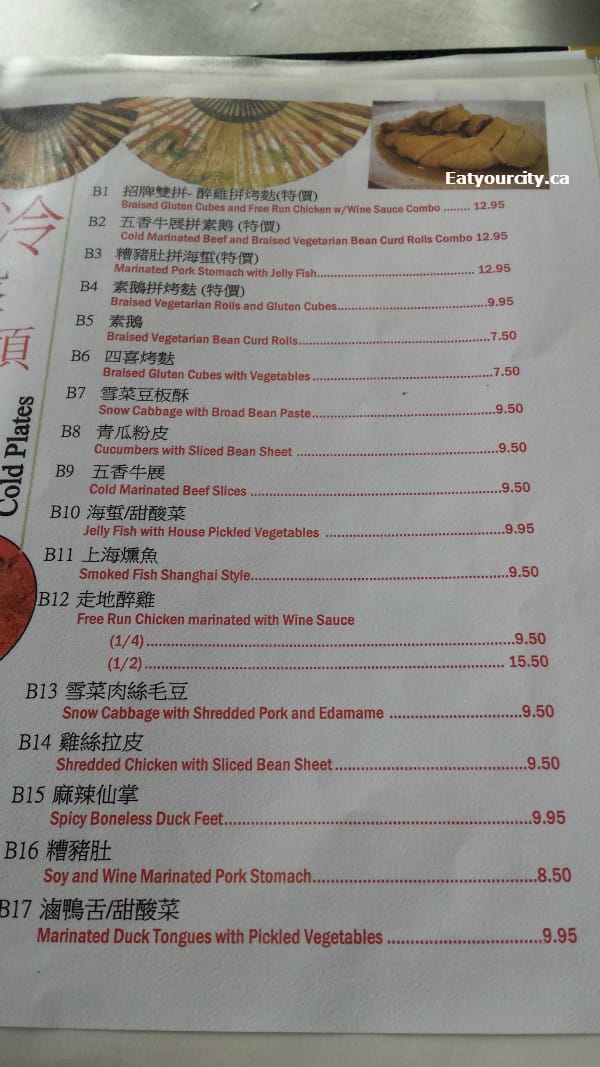 Eatyourcity.ca
冷
頭
Cold Plates
B1 招牌雙拼- 醉雞拼烤麩(特價)
Braised Gluten Cubes and Free Run Chicken w/Wine Sauce Combo ........ 12.95
B2 五香牛展拼素鵝 (特價)
Cold Marinated Beef and Braised Vegetarian Bean Curd Rolls Combo 12.95
B3 糟豬肚拼海蜇(特價)
Marinated Pork Stomach with Jelly Fish.................................................. 12.95
B4 素鵝拼烤麩 (特價)
Braised Vegetarian Rolls and Gluten Cubes.................................................9.95
B5 素鵝
Braised Vegetarian Bean Curd Rolls..............................................................7.50
B6 四喜烤麩
Braised Gluten Cubes with Vegetables ..........................................................7.50
B7 雪菜豆板酥
Snow Cabbage with Broad Bean Paste..........................................................9.50
B8 青瓜粉皮
Cucumbers with Sliced Bean Sheet ................................................................9.50
B9 五香牛展
Cold Marinated Beef Slices ..............................................................................9.50
B10 海蜇/甜酸菜
Jelly Fish with House Pickled Vegetables ......................................................9.95
B11 上海燻魚
Smoked Fish Shanghai Style..............................................................................9.50
B12 走地醉雞
Free Run Chicken marinated with Wine Sauce
(1/4)..............................................................................................9.50
(1/2).............................................................................................. 15.50
B13 雪菜肉絲毛豆
Snow Cabbage with Shredded Pork and Edamame ................................9.50
B14 雞絲拉皮
Shredded Chicken with Sliced Bean Sheet ..............................................9.50
B15 麻辣仙掌
Spicy Boneless Duck Feet......................................................................9.95
B16 糟豬肚
Soy and Wine Marinated Pork Stomach....................................................8.50
B17 滷鴨舌/甜酸菜
Marinated Duck Tongues with Pickled Vegetables ..................................9.95